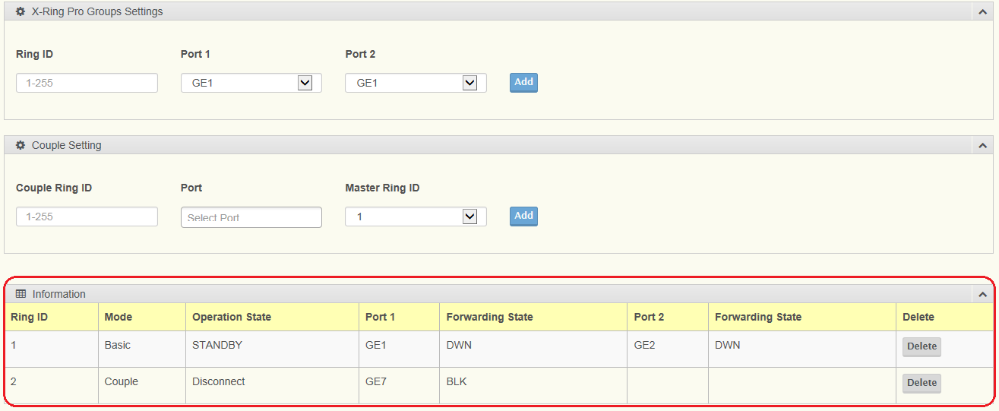 X-Ring Pro Groups Settings
Ring ID Port 1 Port 2
1-255 GE1 GE1 Add
Couple Setting
Couple Ring ID Port Master Ring ID
1-255 Select Port 1 Add
Information
Ring ID Mode Operation State Port 1 Forwarding State Port 2 Forwarding State Delete
1 Basic STANDBY GE1 DWN GE2 DWN Delete
2 Couple Disconnect GE7 BLK Delete